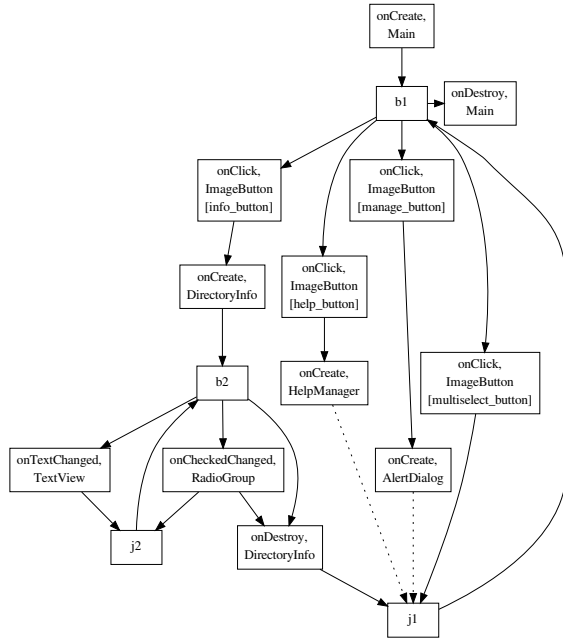 onCreate,
Main
b1
onDestroy,
Main
onClick,
ImageButton
[info_button]
onClick,
ImageButton
[manage_button]
onClick,
ImageButton
[help_button]
onCreate,
DirectoryInfo
onClick,
ImageButton
[multiselect_button]
onCreate,
HelpManager
b2
onTextChanged,
TextView
onCheckedChanged,
RadioGroup
onCreate,
AlertDialog
j2
onDestroy,
DirectoryInfo
j1